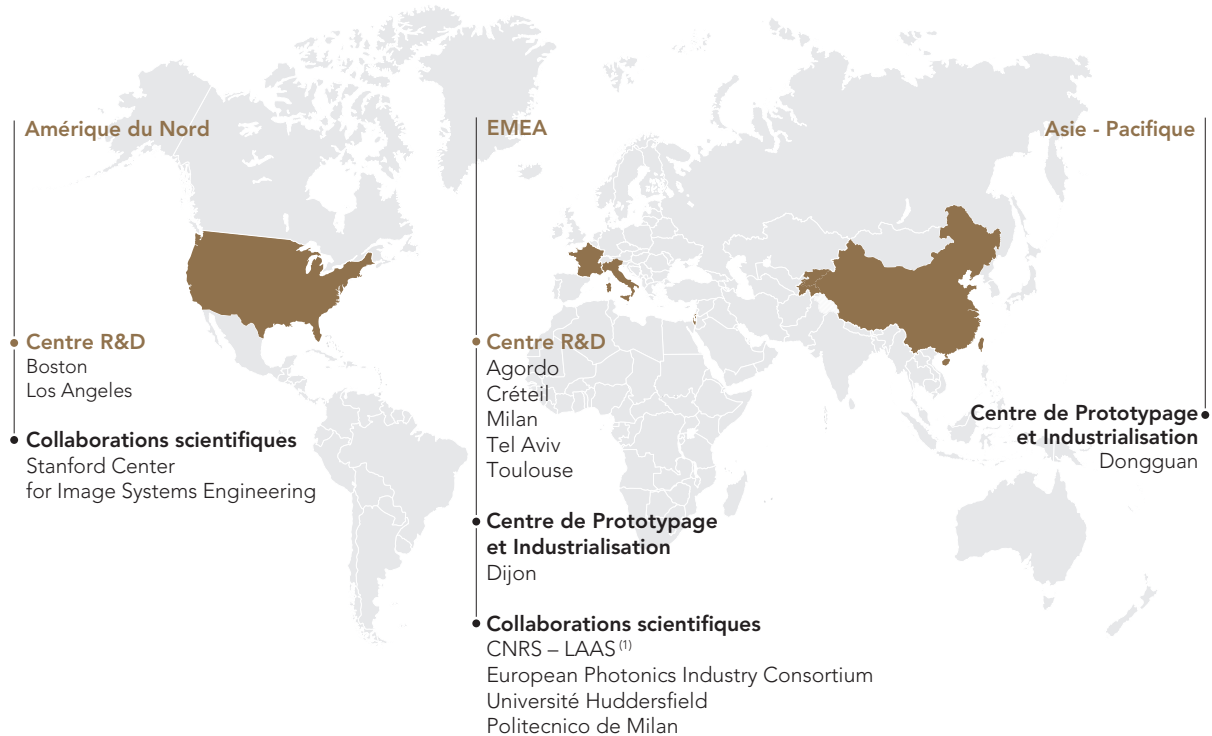 Amérique du Nord
Centre R&D
Boston
Los Angeles
Collaborations scientifiques
Stanford Center
for Image Systems Engineering
EMEA
Centre R&D
Agordo
Créteil
Milan
Tel Aviv
Toulouse
Centre de Prototypage
et Industrialisation
Dijon
Collaborations scientifiques
CNRS – LAAS (1)
European Photonics Industry Consortium
Université Huddersfield
Politecnico de Milan
Asie - Pacifique
Centre de Prototypage
et Industrialisation
Dongguan